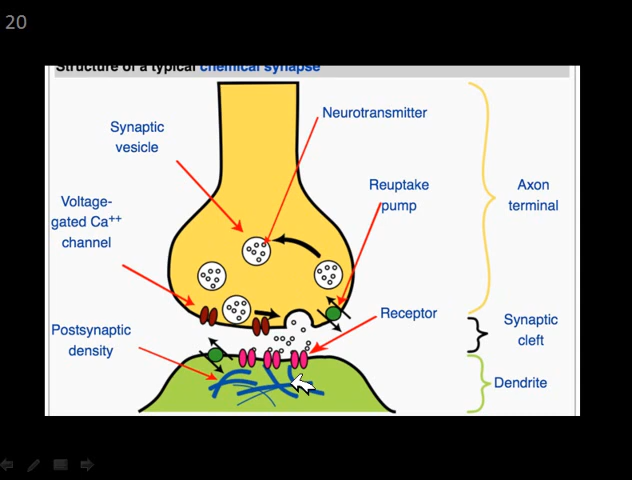 20
Structure of a typical chemical synapse
Neurotransmitter
Synaptic
vesicle
Voltage-
gated Ca++
channel
Reuptake
pump
Axon
terminal
Receptor
Synaptic
cleft
Postsynaptic
density
Dendrite